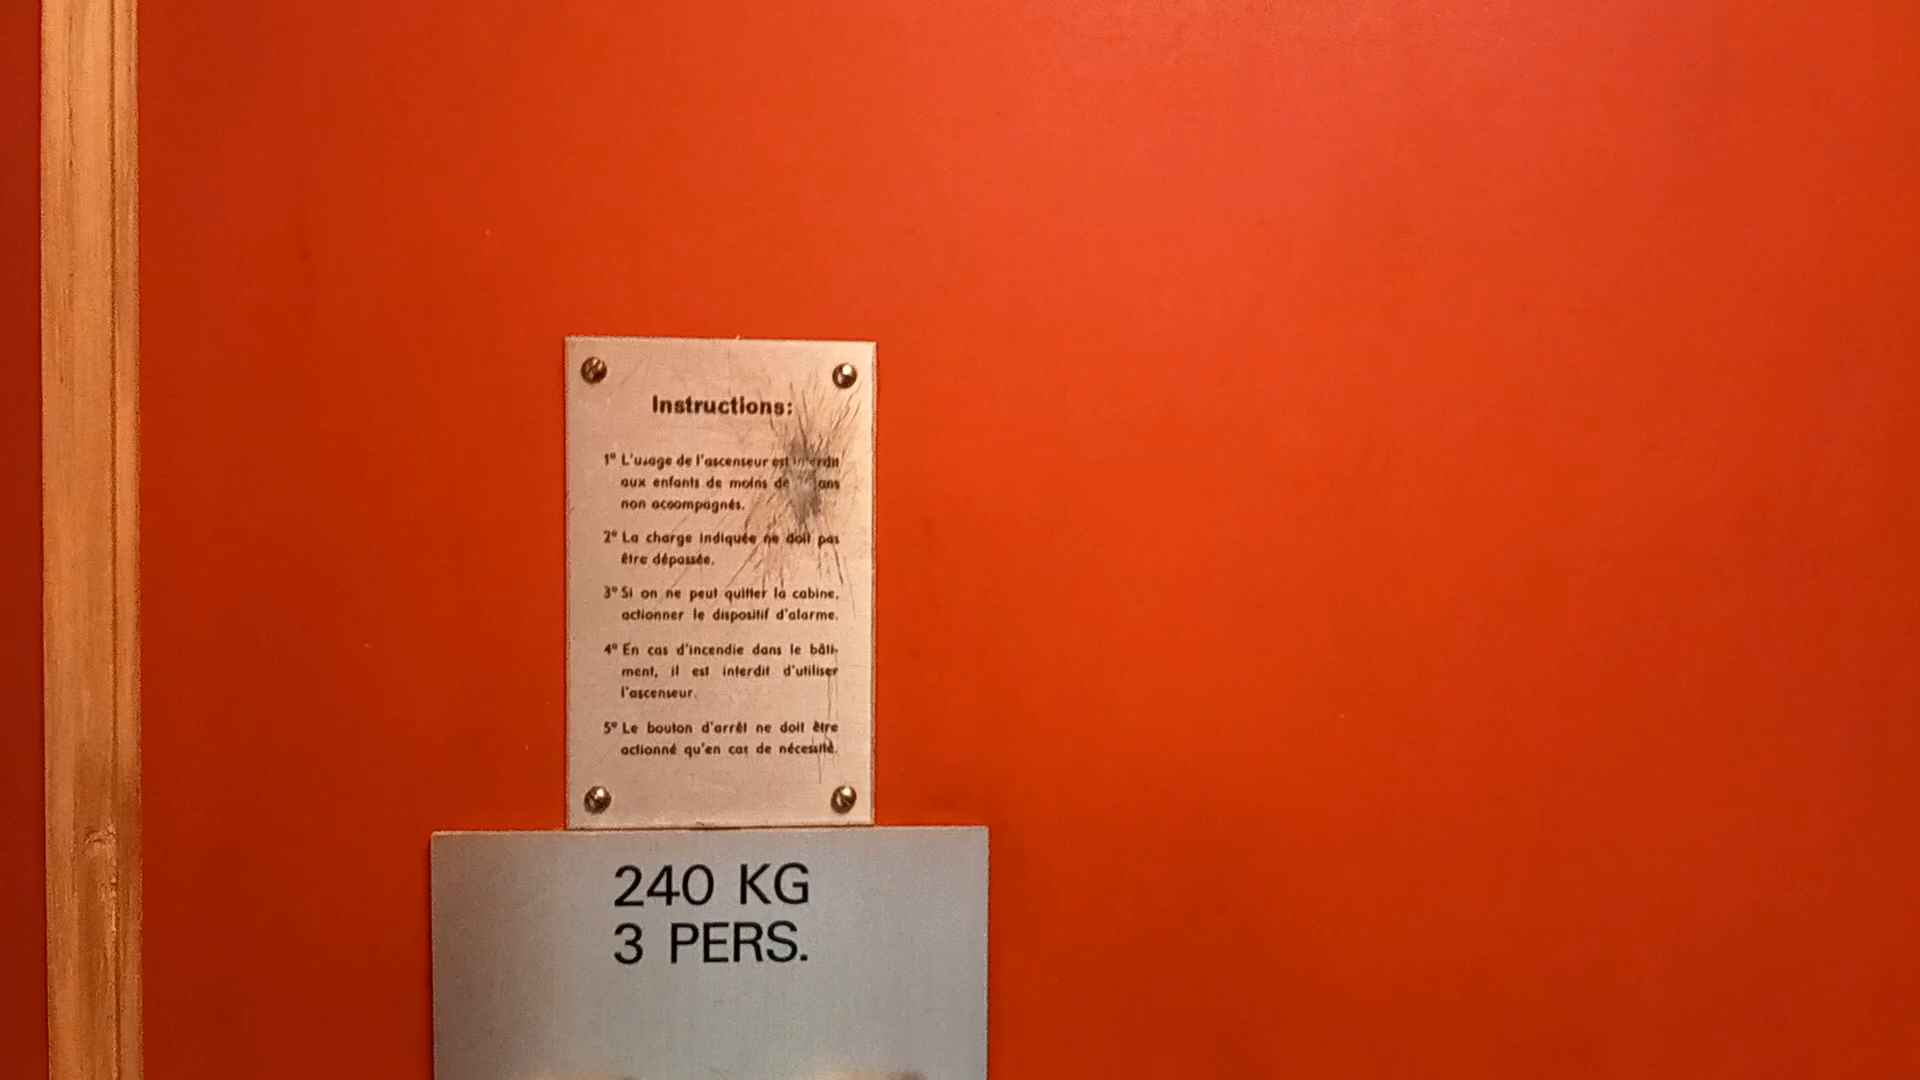 Instructions:
1° L'usage de l'ascenseur est interdit
aux enfants de moins de ans
non accompagnés.
2° La charge indiquée ne doit pas
être dépassée.
3° Si on ne peut quitter la cabine,
actionner le dispositif d'alarme.
4° En cas d'incendie dans le bâti-
ment, il est interdit d'utiliser
l'ascenseur.
5° Le bouton d'arrêt ne doit être
actionné qu'en cas de nécessité.
240 KG
3 PERS.